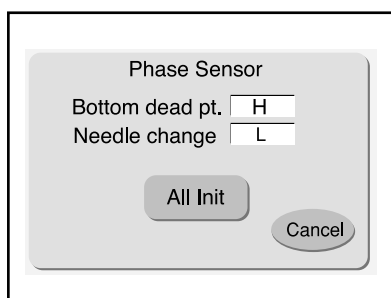 Phase Sensor
Bottom dead pt. H
Needle change L
All Init
Cancel